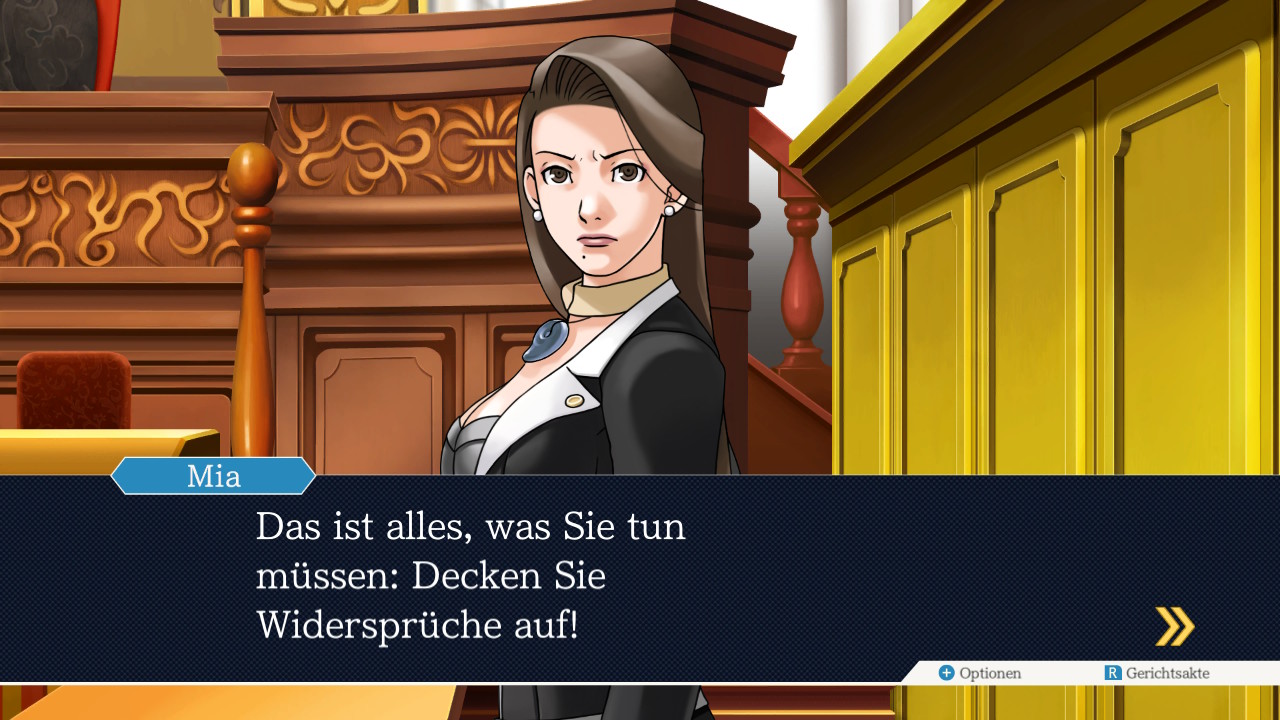 Mia
Das ist alles, was Sie tun
müssen: Decken Sie
Widersprüche auf!
+ Optionen
R Gerichtsakte